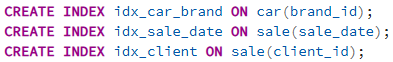 CREATE INDEX idx_car_brand ON car(brand_id);
CREATE INDEX idx_sale_date ON sale(sale_date);
CREATE INDEX idx_client ON sale(client_id);